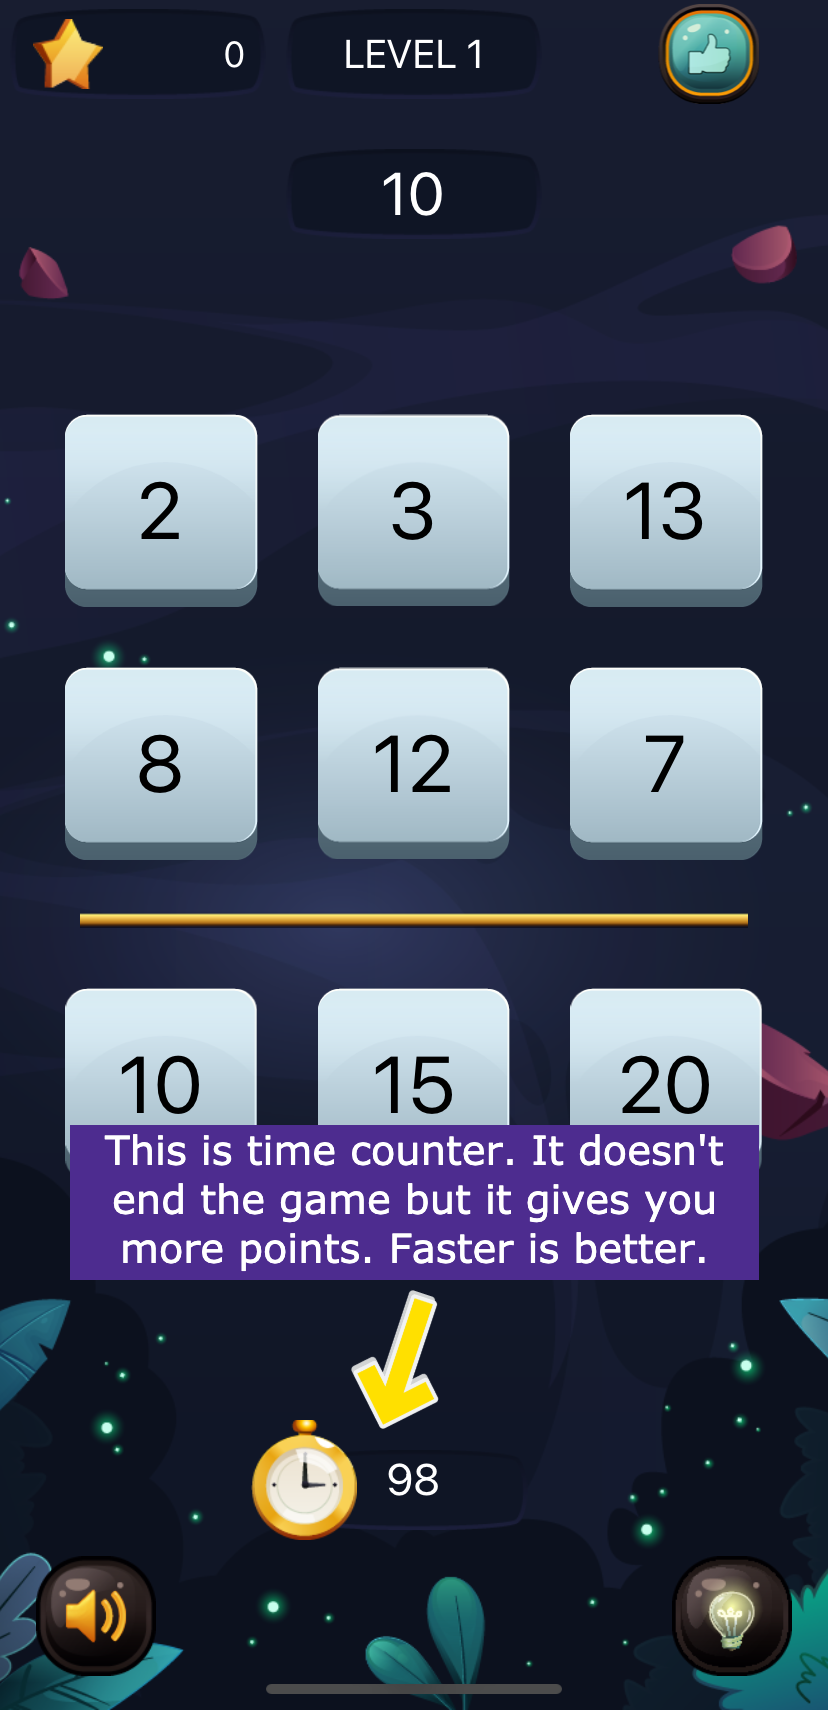 0 LEVEL 1
10
2 3 13
8 12 7
10 15 20
This is time counter. It doesn't
end the game but it gives you
more points. Faster is better.
98